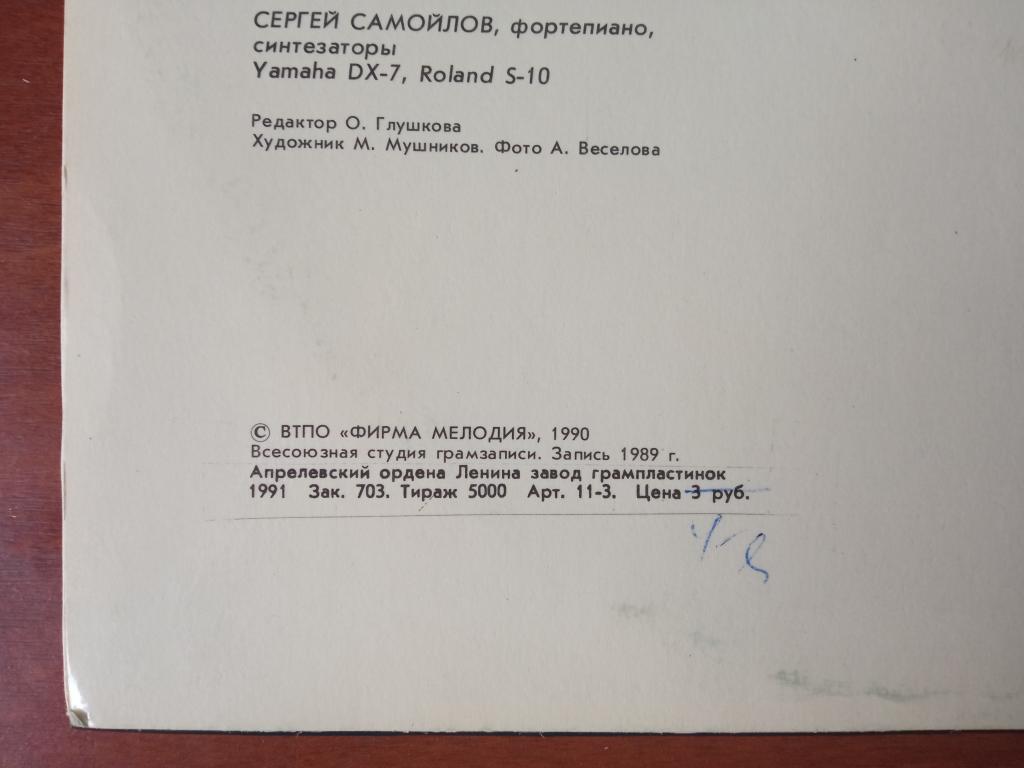 СЕРГЕЙ САМОЙЛОВ, фортепиано,
синтезаторы
Yamaha DX-7, Roland S-10
Редактор О. Глушкова
Художник М. Мушников. Фото А. Веселова
© ВТПО «ФИРМА МЕЛОДИЯ», 1990
Всесоюзная студия грамзаписи. Запись 1989 г.
Апрелевский ордена Ленина завод грампластинок
1991 Зак. 703. Тираж 5000 Арт. 11-3. Цена 3 руб.